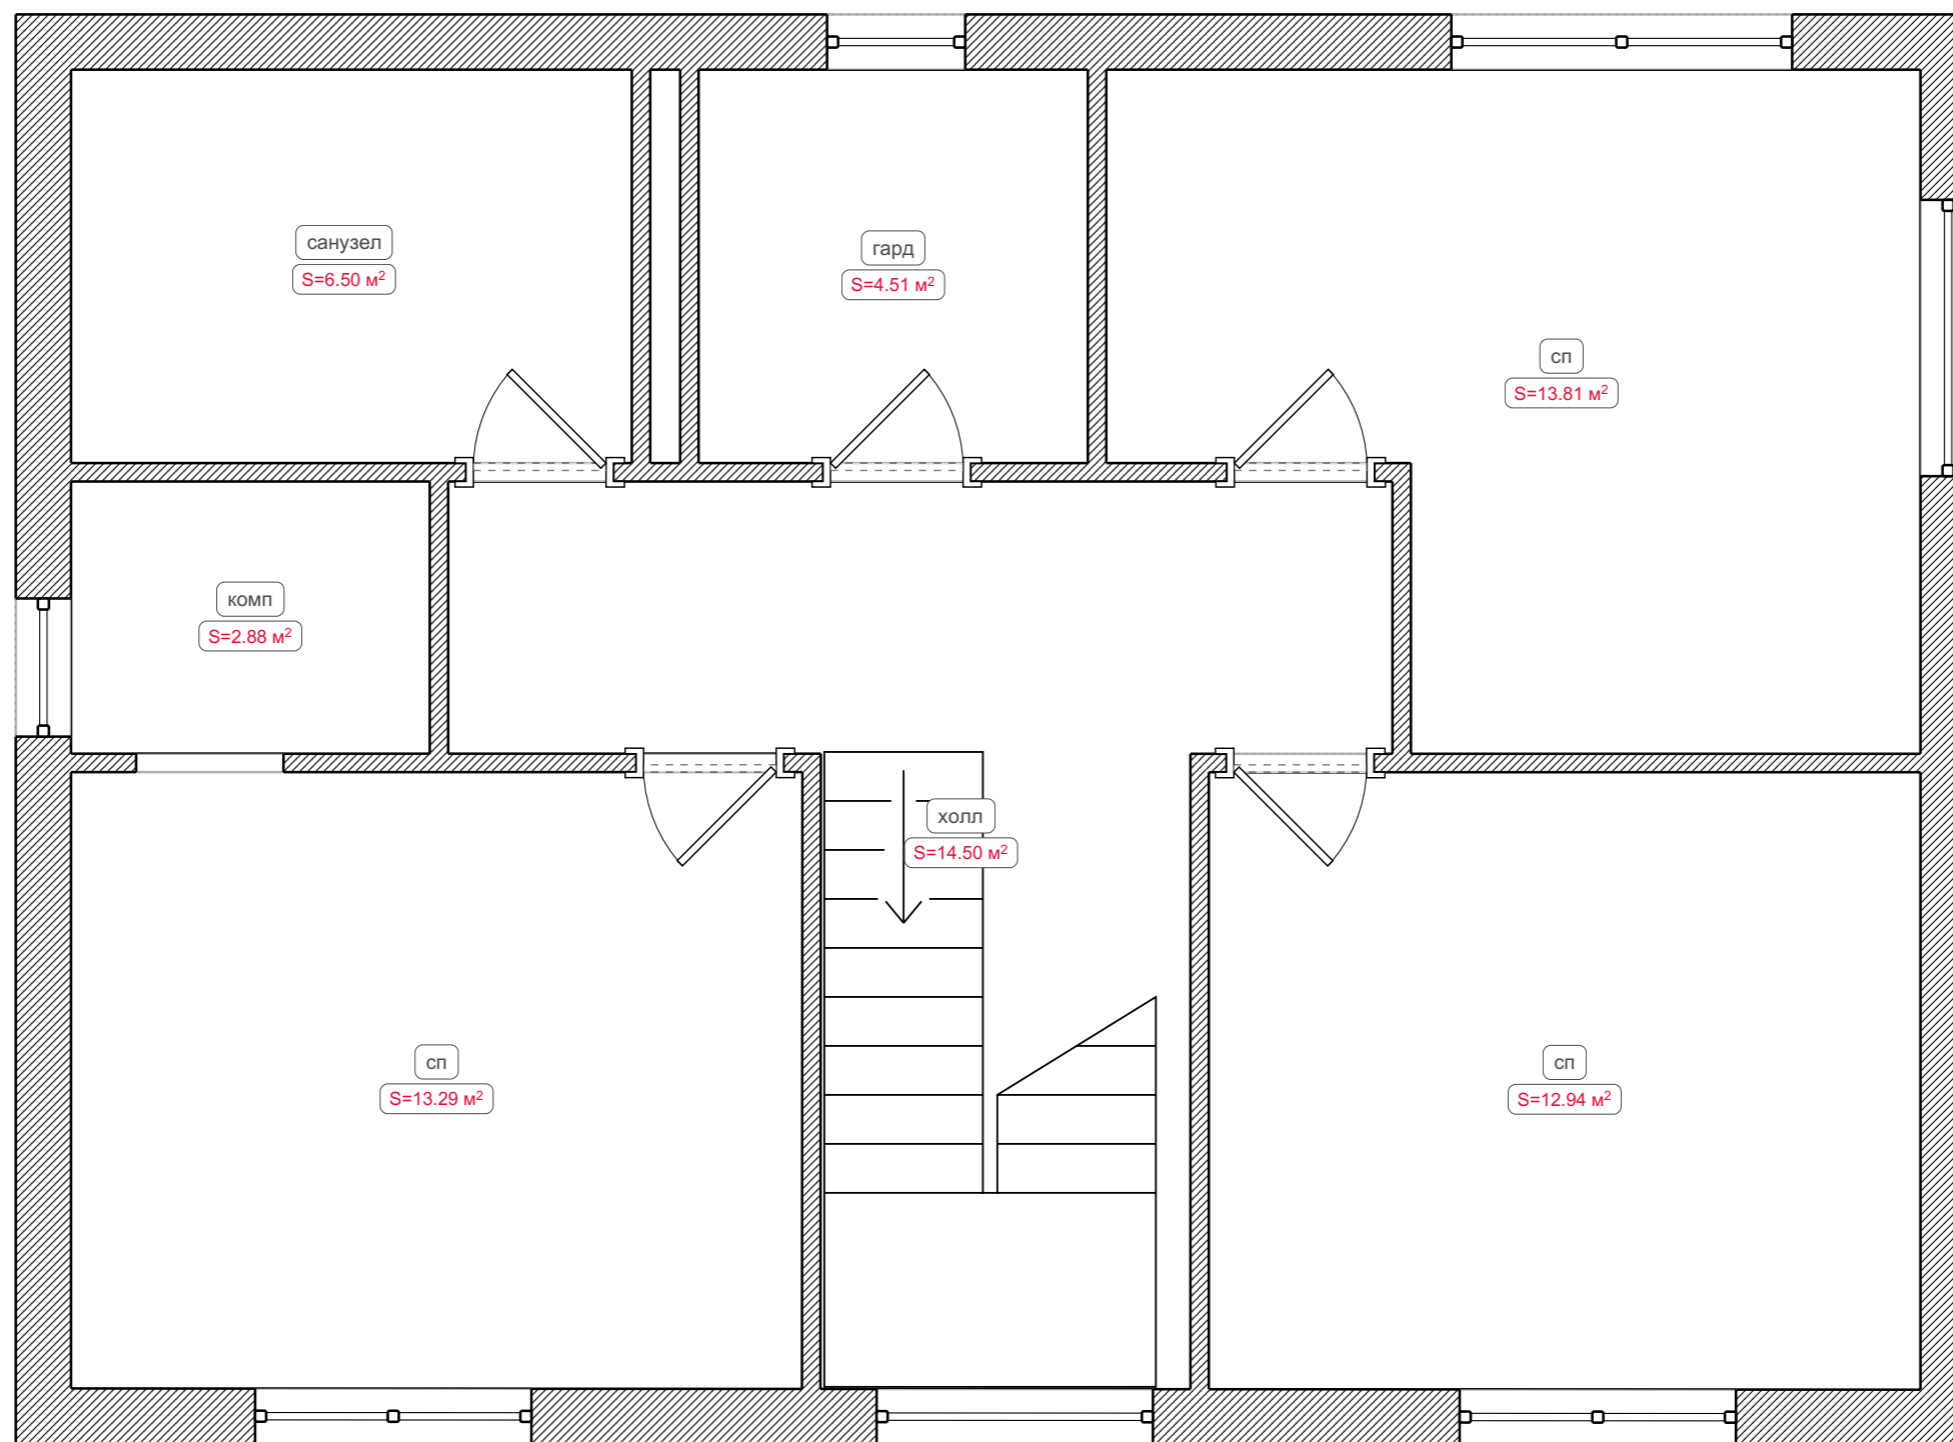 санузел
S=6.50 м²
гард
S=4.51 м²
сп
S=13.81 м²
комп
S=2.88 м²
холл
S=14.50 м²
сп
S=13.29 м²
сп
S=12.94 м²